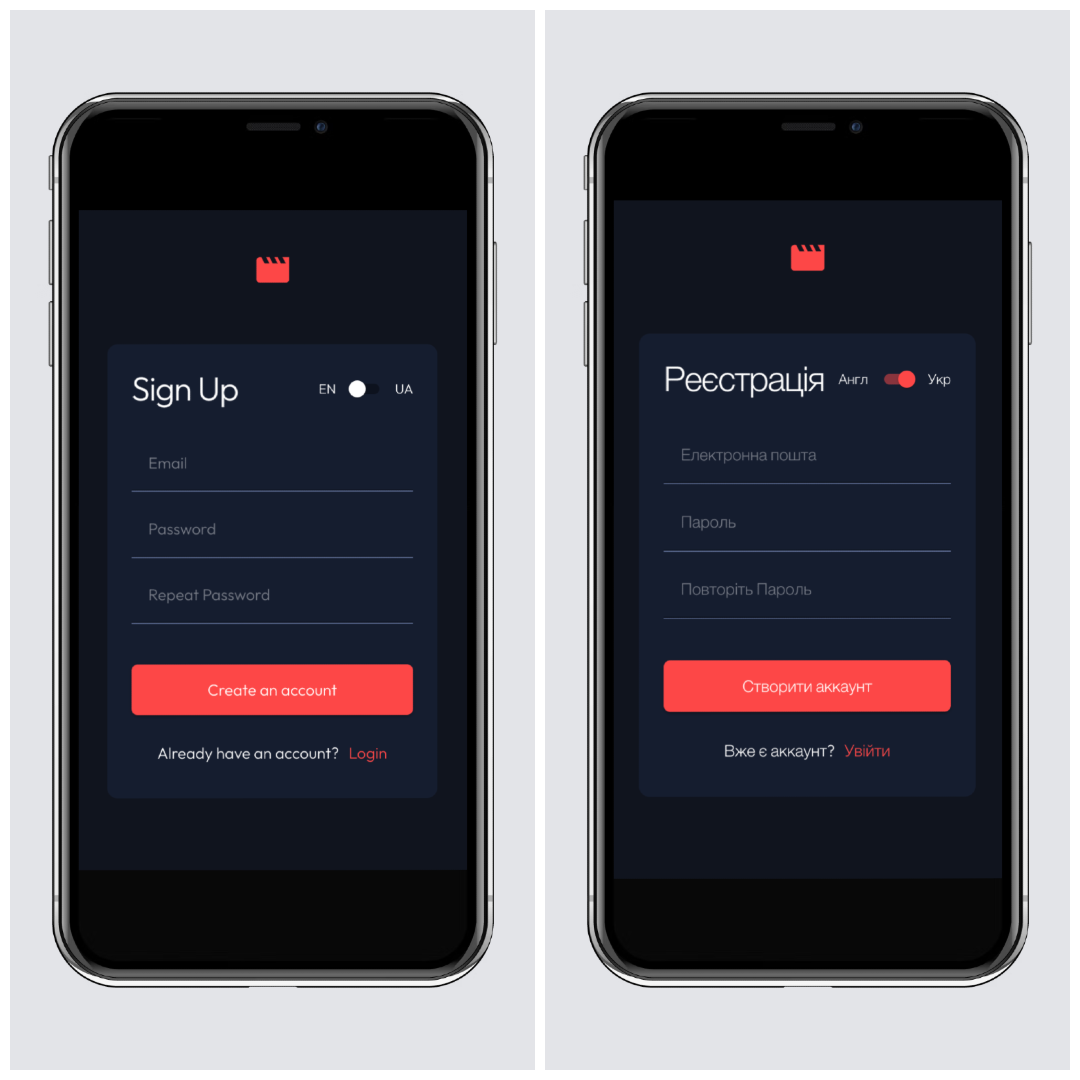 Sign Up
EN UA
Email
Password
Repeat Password
Create an account
Already have an account? Login
Реєстрація
Англ Укр
Електронна пошта
Пароль
Повторіть Пароль
Створити аккаунт
Вже є аккаунт? Увійти